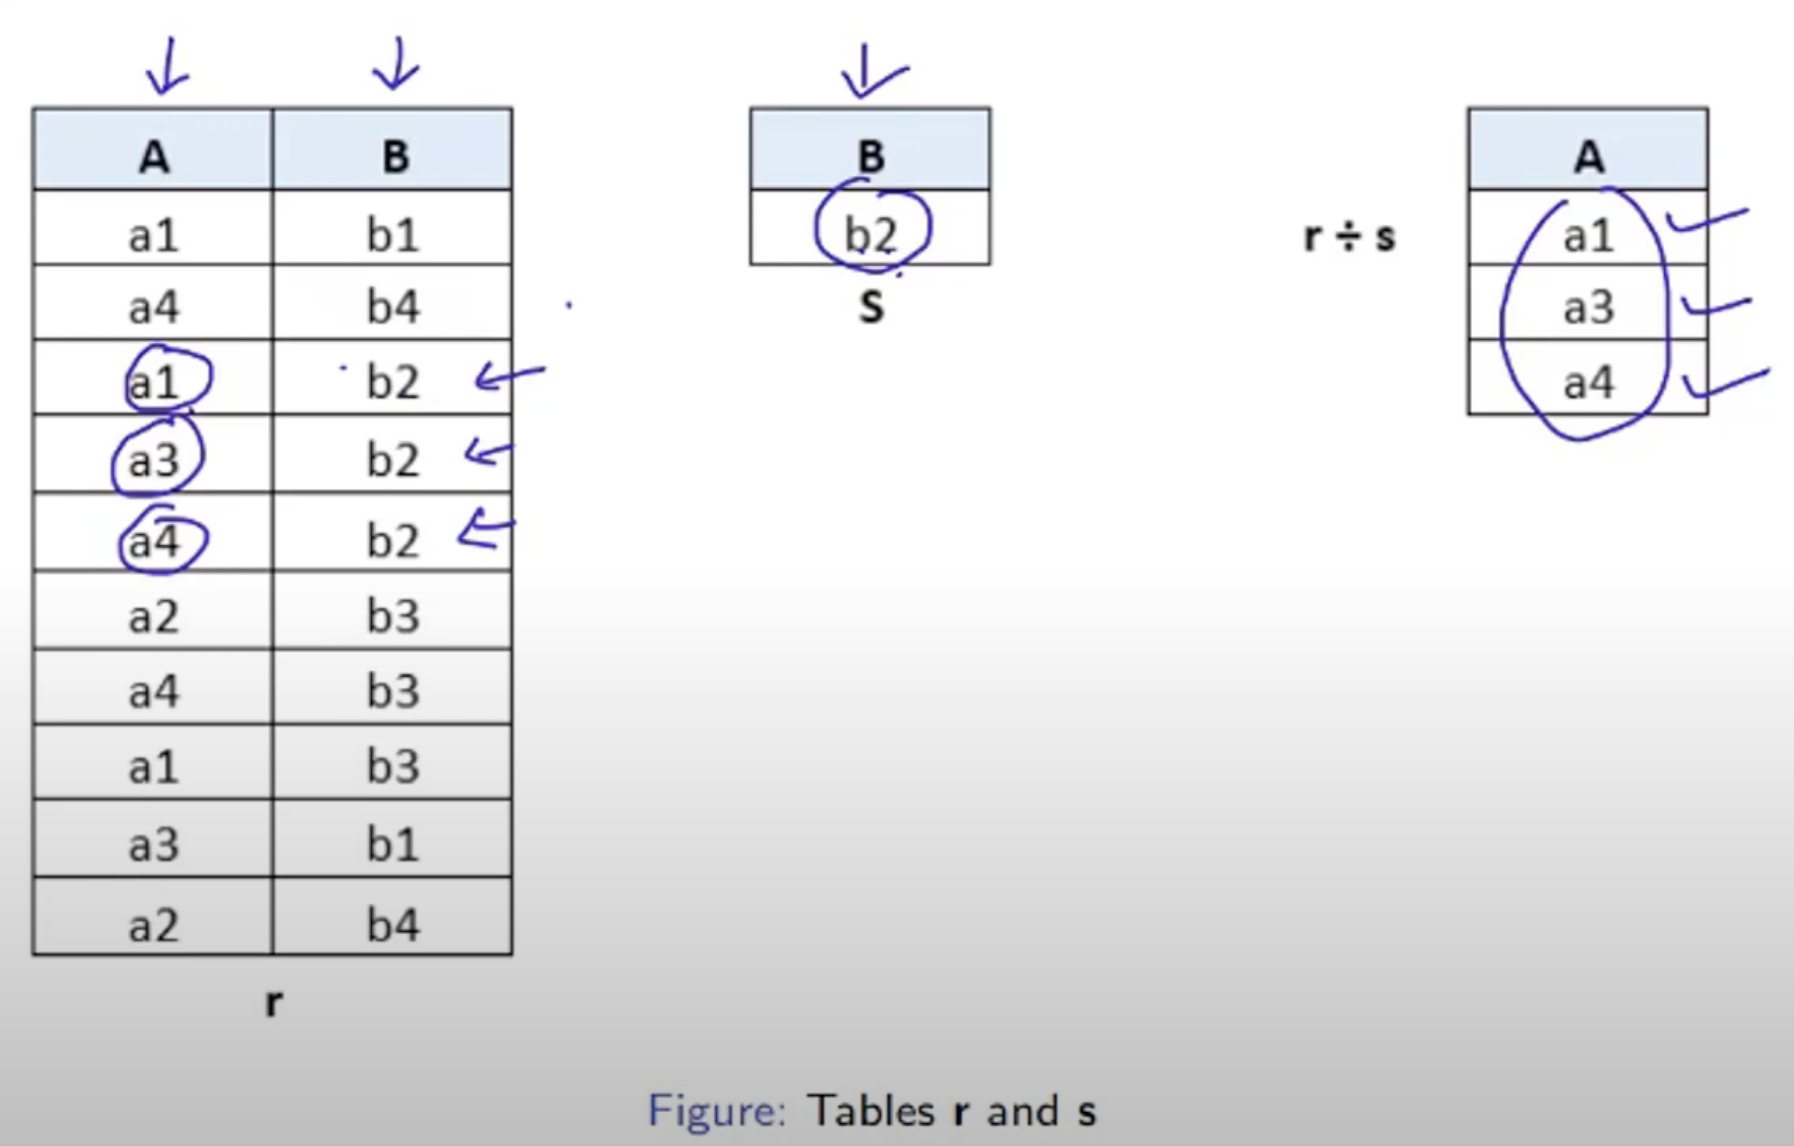 A B
a1 b1
a4 b4
a1 b2
a3 b2
a4 b2
a2 b3
a4 b3
a1 b3
a3 b1
a2 b4
r
B
b2
s
r ÷ s
A
a1
a3
a4
Figure: Tables r and s